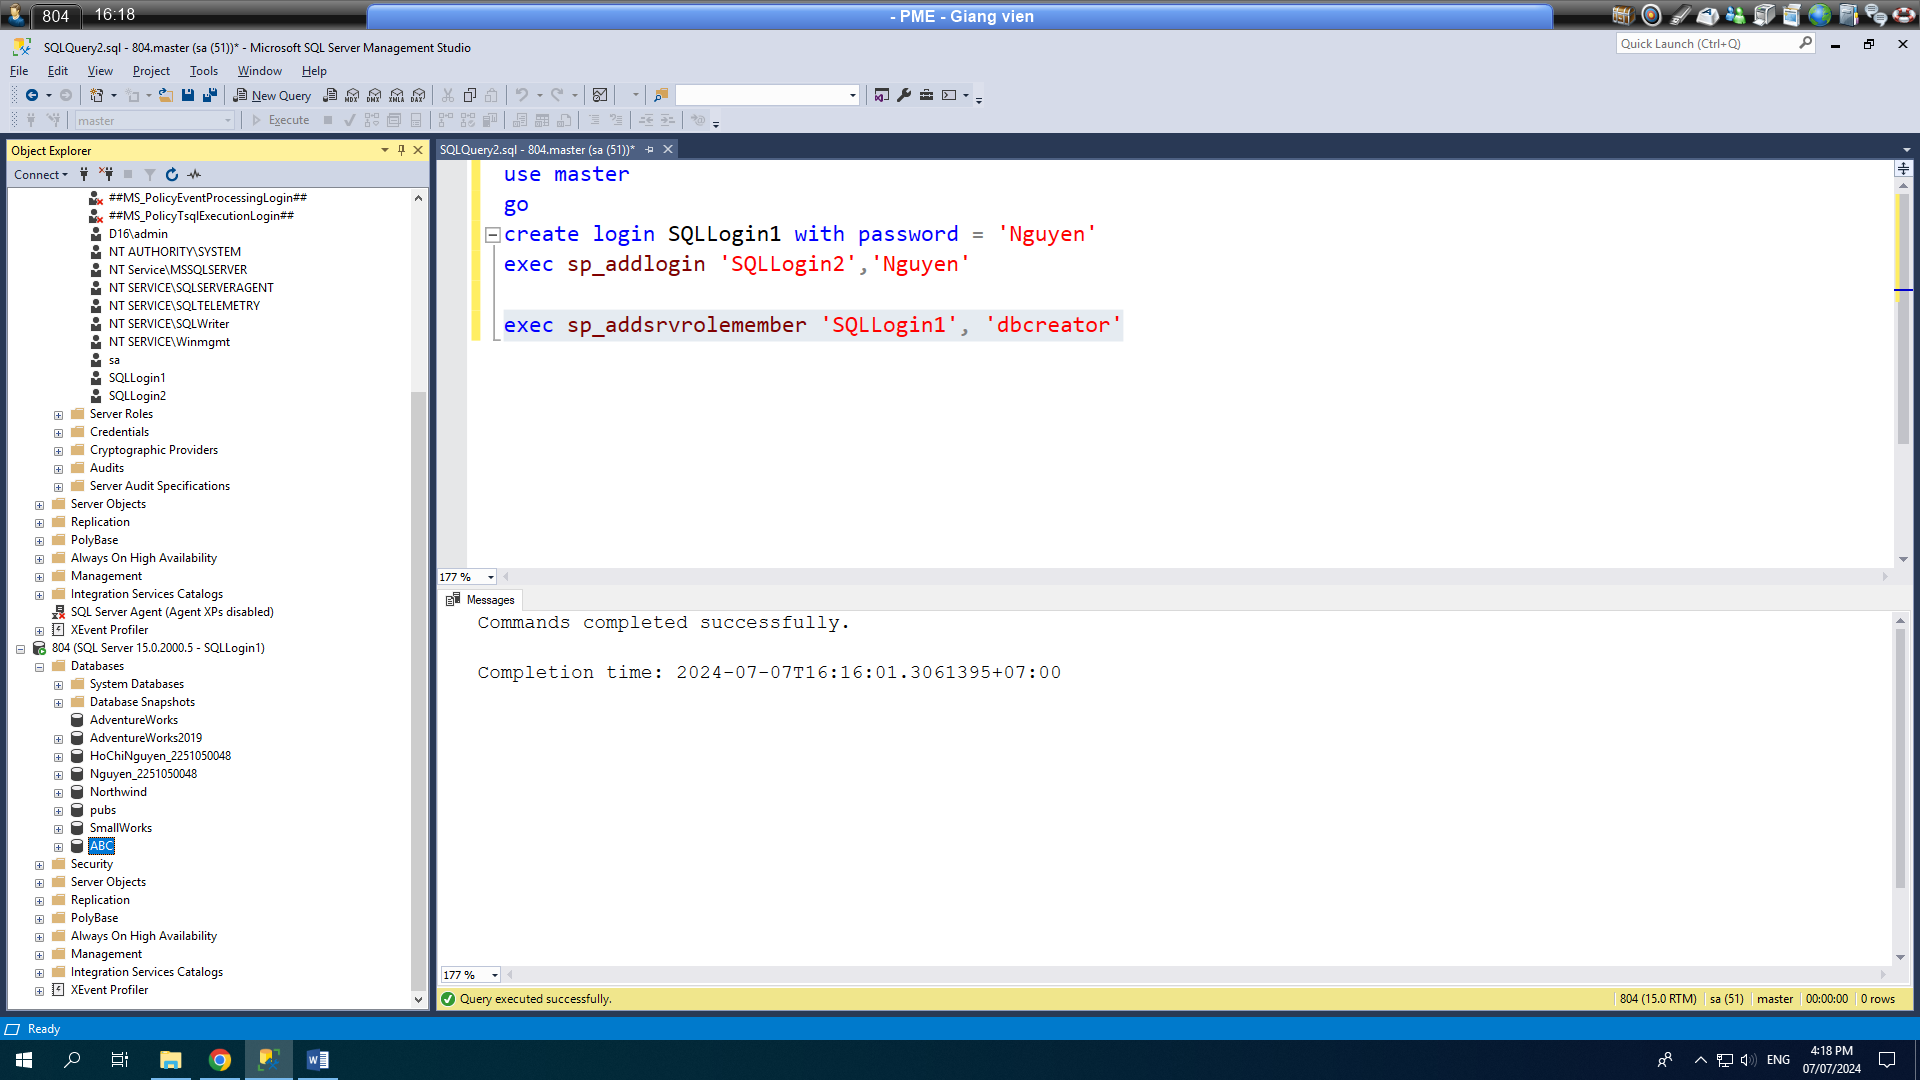 804
16:18
- PME - Giang vien
SQLQuery2.sql - 804.master (sa (51))* - Microsoft SQL Server Management Studio
Quick Launch (Ctrl+Q)
File Edit View Project Tools Window Help
New Query
MDX DMX XMLA DAX
master
Execute
Object Explorer
SQLQuery2.sql - 804.master (sa (51))*
Connect
##MS_PolicyEventProcessingLogin##
##MS_PolicyTsqlExecutionLogin##
D16\admin
NT AUTHORITY\SYSTEM
NT Service\MSSQLSERVER
NT SERVICE\SQLSERVERAGENT
NT SERVICE\SQLTELEMETRY
NT SERVICE\SQLWriter
NT SERVICE\Winmgmt
sa
SQLLogin1
SQLLogin2
Server Roles
Credentials
Cryptographic Providers
Audits
Server Audit Specifications
Server Objects
Replication
PolyBase
Always On High Availability
Management
Integration Services Catalogs
SQL Server Agent (Agent XPs disabled)
XEvent Profiler
804 (SQL Server 15.0.2000.5 - SQLLogin1)
Databases
System Databases
Database Snapshots
AdventureWorks
AdventureWorks2019
HoChiNguyen_2251050048
Nguyen_2251050048
Northwind
pubs
SmallWorks
ABC
Security
Server Objects
Replication
PolyBase
Always On High Availability
Management
Integration Services Catalogs
XEvent Profiler
use master
go
create login SQLLogin1 with password = 'Nguyen'
exec sp_addlogin 'SQLLogin2','Nguyen'
exec sp_addsrvrolemember 'SQLLogin1', 'dbcreator'
177 %
Messages
Commands completed successfully.
Completion time: 2024-07-07T16:16:01.3061395+07:00
177 %
Query executed successfully.
804 (15.0 RTM) sa (51) master 00:00:00 0 rows
Ready
ENG
4:18 PM
07/07/2024